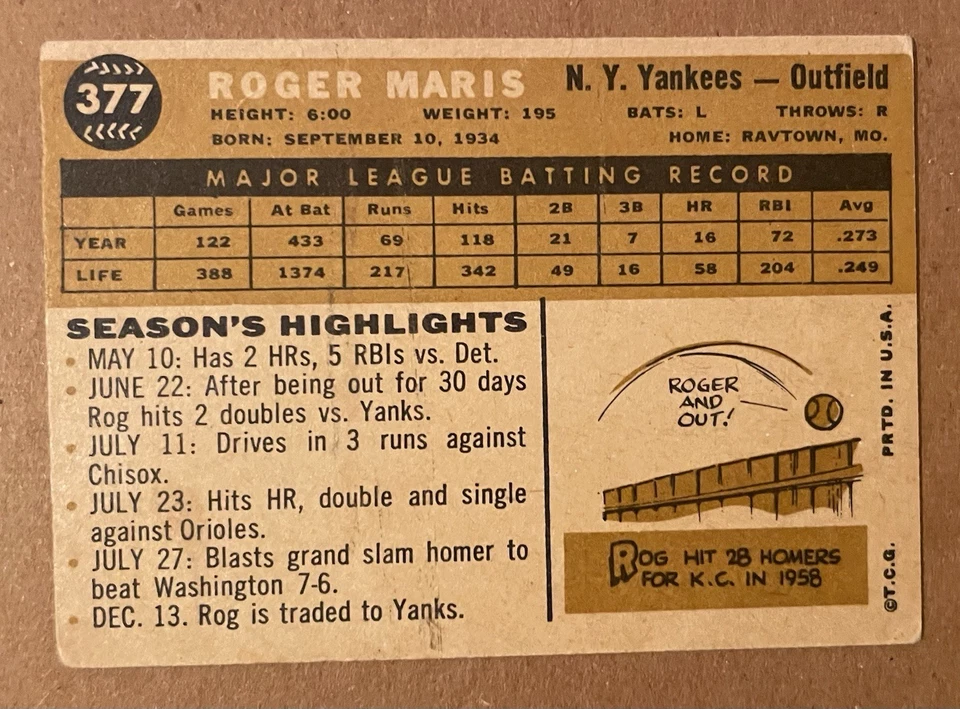 377
ROGER MARIS
N. Y. Yankees — Outfield
HEIGHT: 6:00 WEIGHT: 195 BATS: L THROWS: R
BORN: SEPTEMBER 10, 1934 HOME: RAVTOWN, MO.
MAJOR LEAGUE BATTING RECORD
Games At Bat Runs Hits 2B 3B HR RBI Avg
YEAR 122 433 69 118 21 7 16 72 .273
LIFE 388 1374 217 342 49 16 58 204 .249
SEASON'S HIGHLIGHTS
• MAY 10: Has 2 HRs, 5 RBIs vs. Det.
• JUNE 22: After being out for 30 days
Rog hits 2 doubles vs. Yanks.
• JULY 11: Drives in 3 runs against
Chisox.
• JULY 23: Hits HR, double and single
against Orioles.
• JULY 27: Blasts grand slam homer to
beat Washington 7-6.
• DEC. 13. Rog is traded to Yanks.
ROGER
AND
OUT!
ROG HIT 28 HOMERS
FOR K.C. IN 1958
PRTD. IN U.S.A.
©T.C.G.